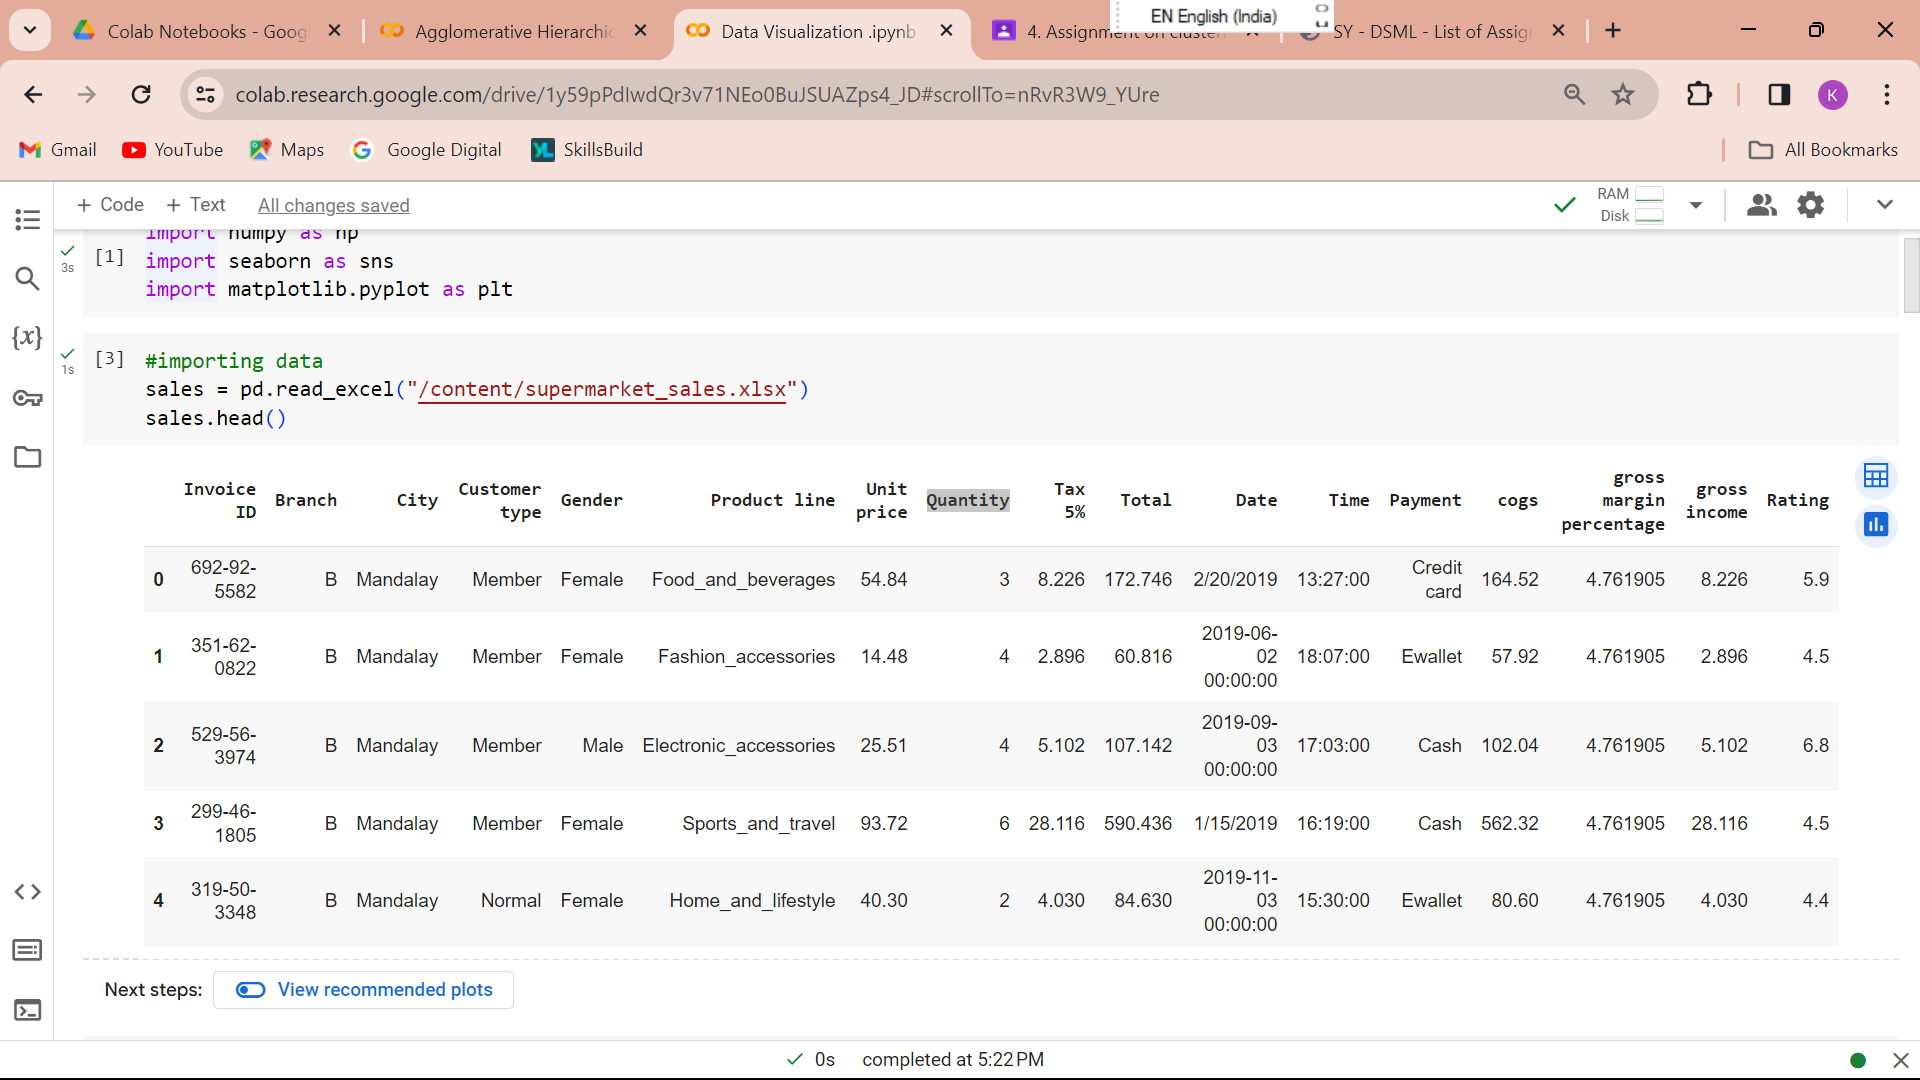 EN English (India)
Colab Notebooks - Goog
Agglomerative Hierarchic
Data Visualization .ipynb
4. Assignment on cluster
SY - DSML - List of Assig
colab.research.google.com/drive/1y59pPdIwdQr3v71NEo0BuJSUAZps4_JD#scrollTo=nRvR3W9_YUre
K
Gmail
YouTube
Maps
Google Digital
SkillsBuild
All Bookmarks
+ Code + Text All changes saved
RAM
Disk
import numpy as np
[1] import seaborn as sns
3s
import matplotlib.pyplot as plt
[3] #importing data
1s
sales = pd.read_excel("/content/supermarket_sales.xlsx")
sales.head()
Invoice ID Branch City Customer type Gender Product line Unit price Quantity Tax 5% Total Date Time Payment cogs gross margin percentage gross income Rating
0 692-92-5582 B Mandalay Member Female Food_and_beverages 54.84 3 8.226 172.746 2/20/2019 13:27:00 Credit card 164.52 4.761905 8.226 5.9
1 351-62-0822 B Mandalay Member Female Fashion_accessories 14.48 4 2.896 60.816 2019-06-02 00:00:00 18:07:00 Ewallet 57.92 4.761905 2.896 4.5
2 529-56-3974 B Mandalay Member Male Electronic_accessories 25.51 4 5.102 107.142 2019-09-03 00:00:00 17:03:00 Cash 102.04 4.761905 5.102 6.8
3 299-46-1805 B Mandalay Member Female Sports_and_travel 93.72 6 28.116 590.436 1/15/2019 16:19:00 Cash 562.32 4.761905 28.116 4.5
4 319-50-3348 B Mandalay Normal Female Home_and_lifestyle 40.30 2 4.030 84.630 2019-11-03 00:00:00 15:30:00 Ewallet 80.60 4.761905 4.030 4.4
Next steps: View recommended plots
0s completed at 5:22 PM